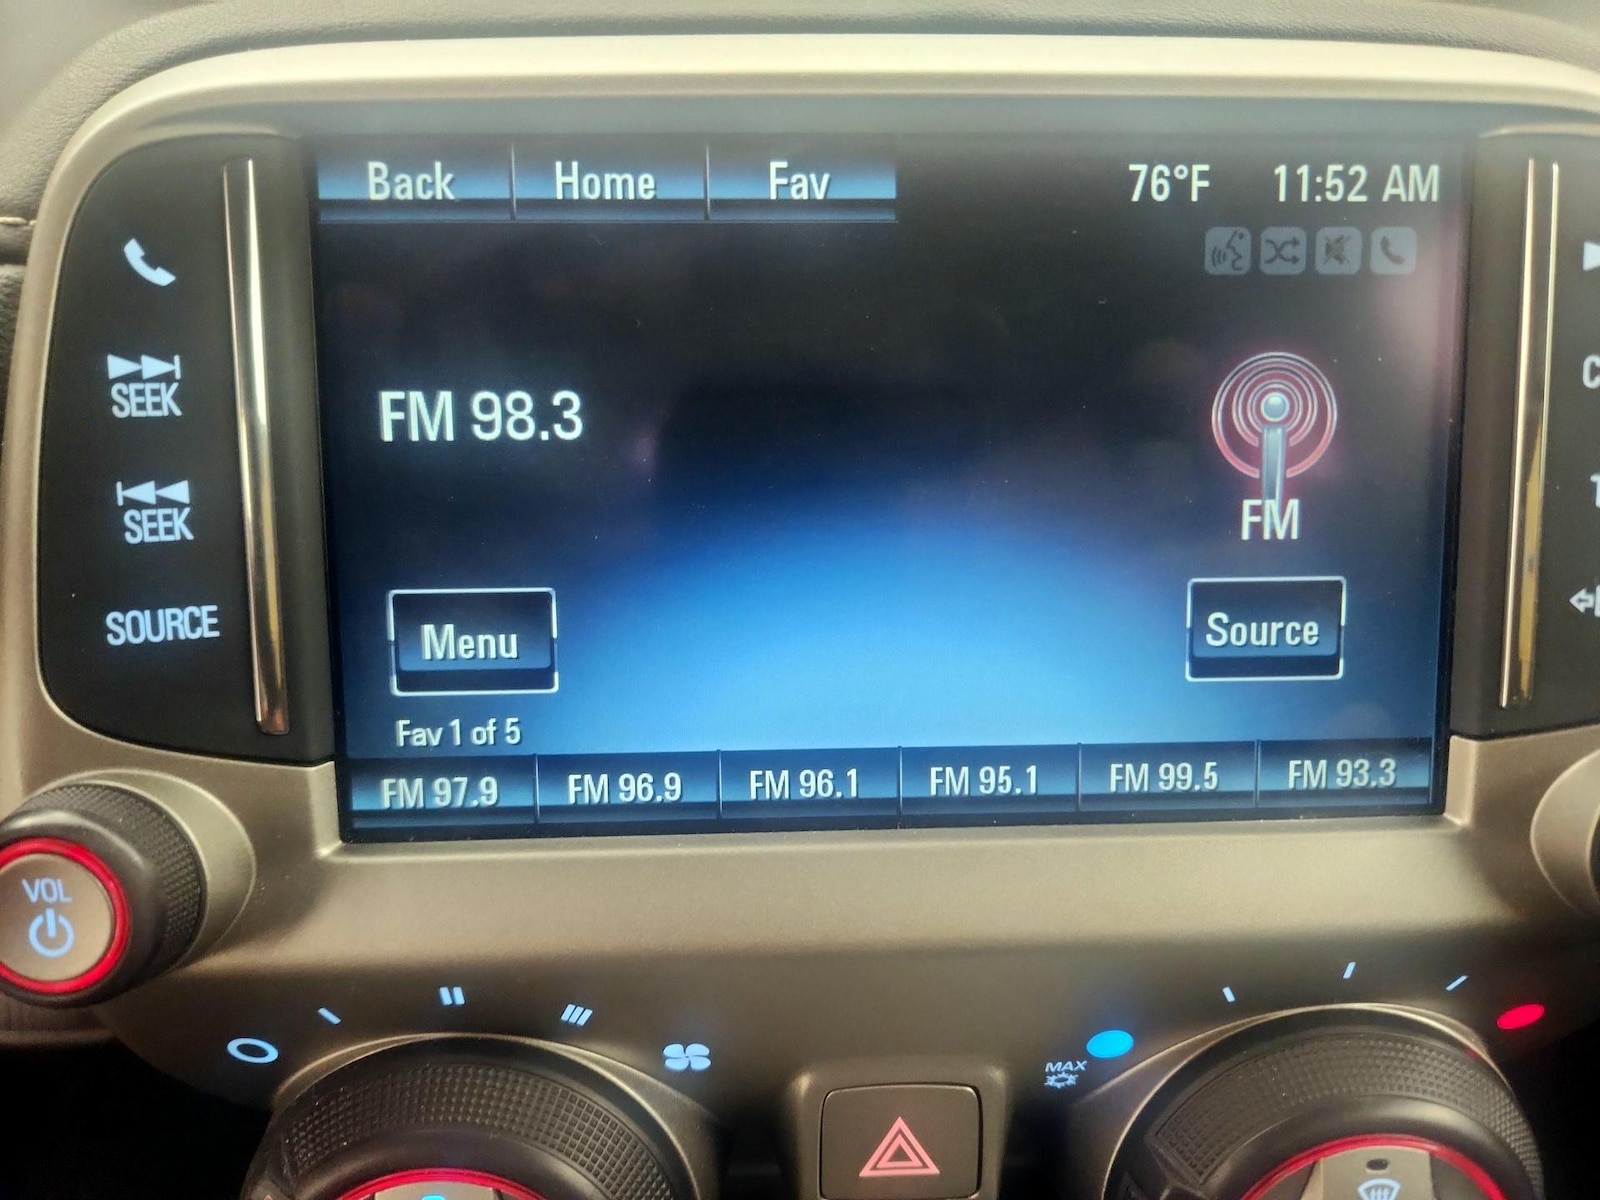 Back Home Fav 76°F 11:52 AM
SEEK
FM 98.3
SEEK
FM
SOURCE
Menu Source
Fav 1 of 5
FM 97.9 FM 96.9 FM 96.1 FM 95.1 FM 99.5 FM 93.3
VOL
MAX